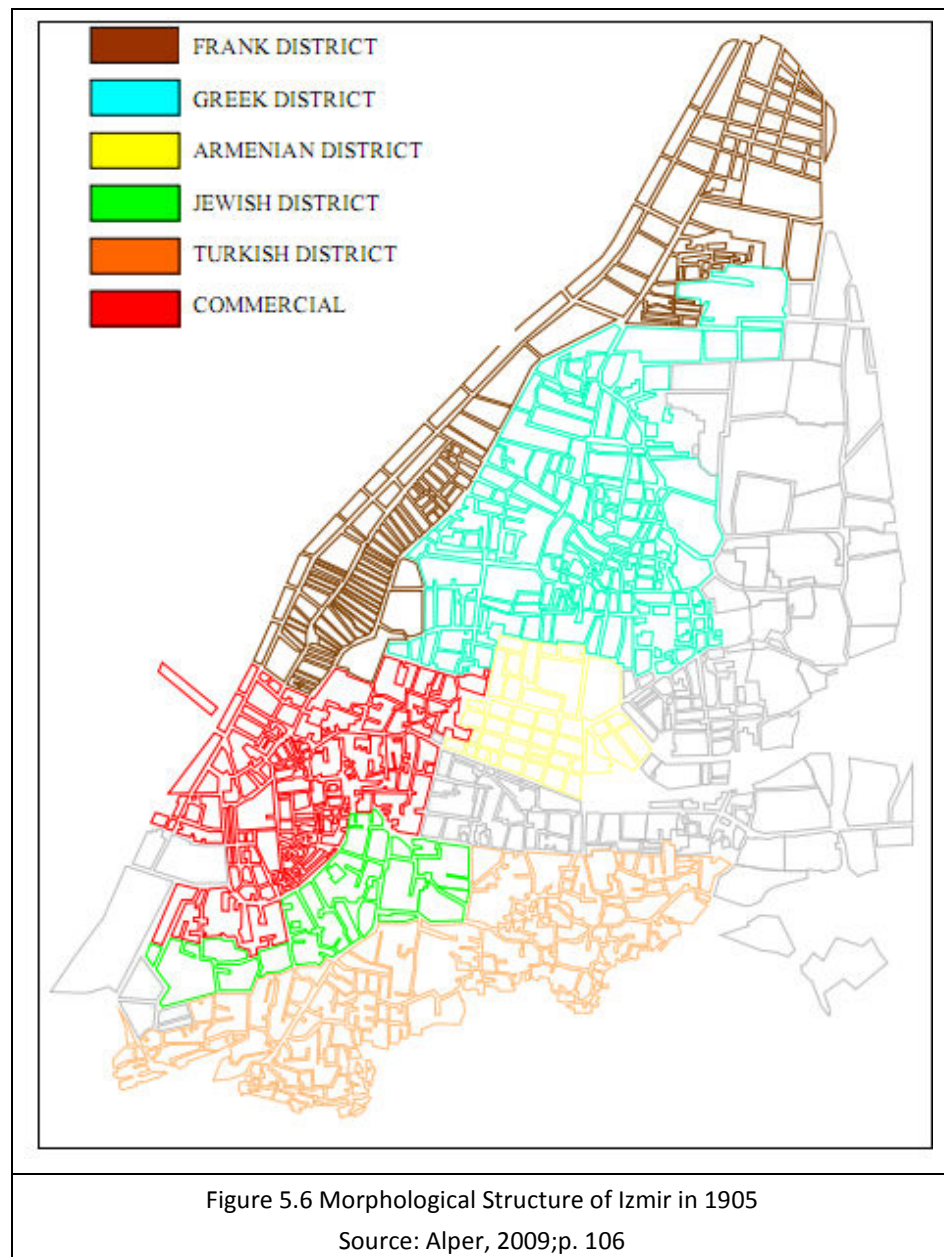 FRANK DISTRICT
GREEK DISTRICT
ARMENIAN DISTRICT
JEWISH DISTRICT
TURKISH DISTRICT
COMMERCIAL
Figure 5.6 Morphological Structure of Izmir in 1905
Source: Alper, 2009;p. 106